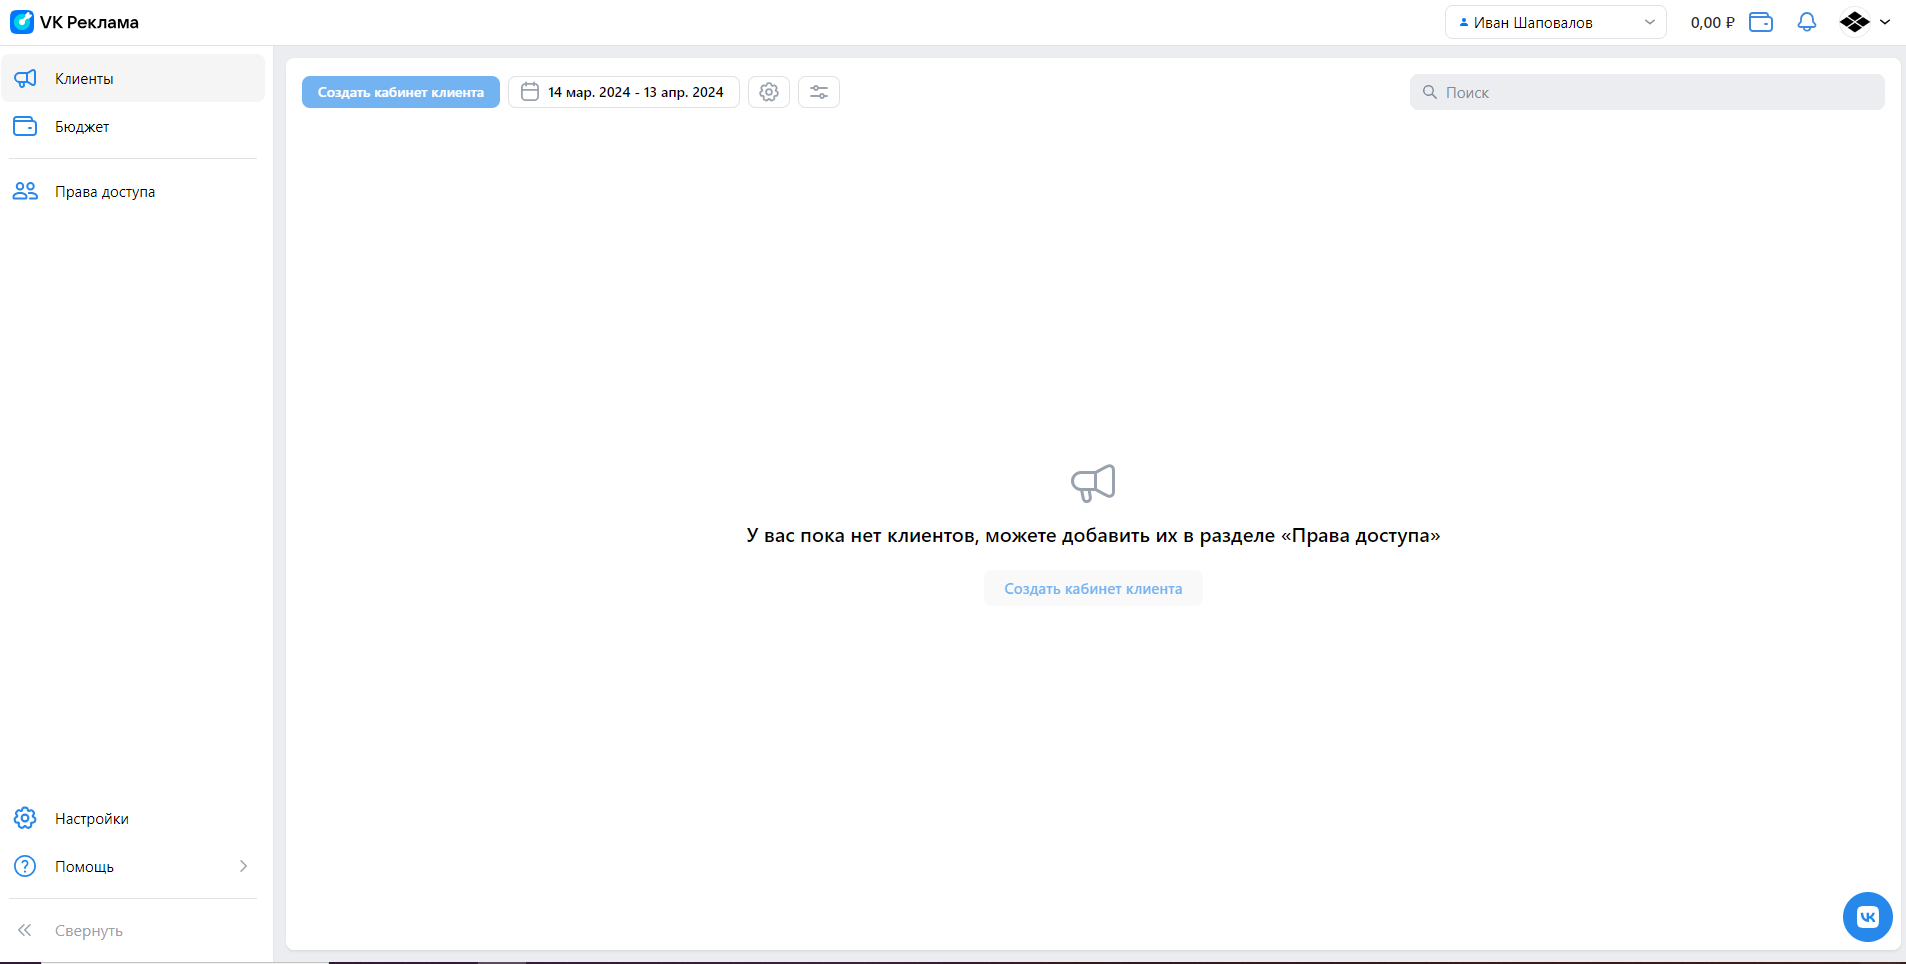 VK Реклама
Иван Шаповалов
0,00 ₽
Клиенты
Бюджет
Права доступа
Создать кабинет клиента
14 мар. 2024 - 13 апр. 2024
Поиск
У вас пока нет клиентов, можете добавить их в разделе «Права доступа»
Создать кабинет клиента
Настройки
Помощь
Свернуть